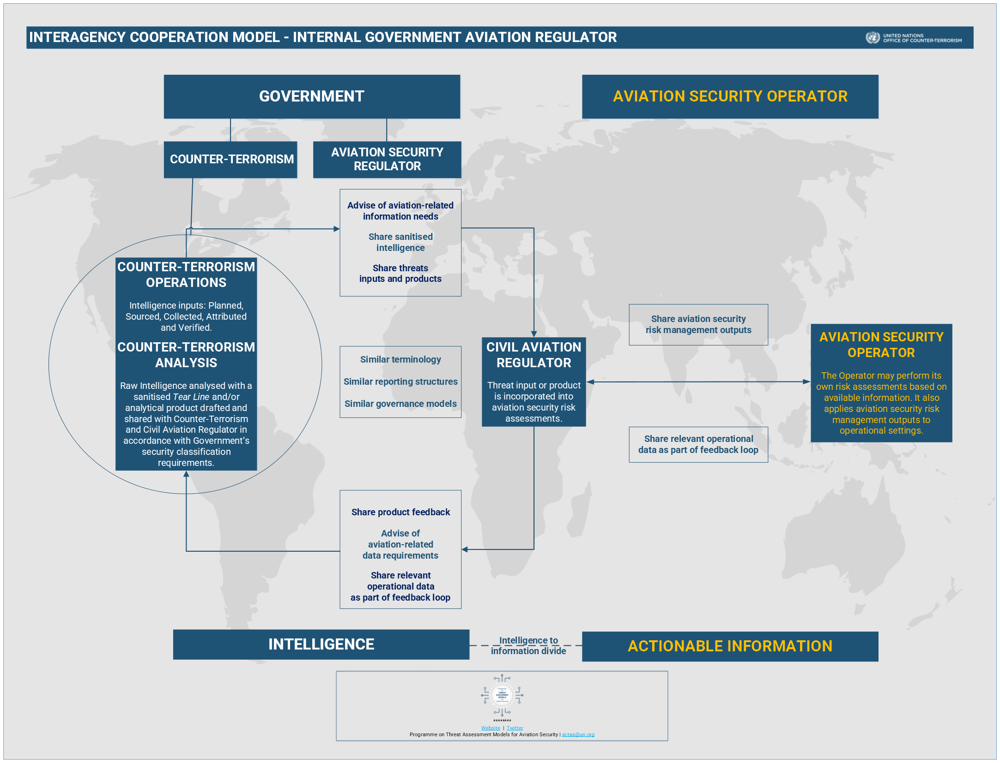 INTERAGENCY COOPERATION MODEL - INTERNAL GOVERNMENT AVIATION REGULATOR
UNITED NATIONS
OFFICE OF COUNTER-TERRORISM
GOVERNMENT
AVIATION SECURITY OPERATOR
COUNTER-TERRORISM
AVIATION SECURITY
REGULATOR
Advise of aviation-related
information needs
Share sanitised
intelligence
Share threats
inputs and products
COUNTER-TERRORISM
OPERATIONS
Intelligence inputs: Planned,
Sourced, Collected, Attributed
and Verified.
COUNTER-TERRORISM
ANALYSIS
Raw Intelligence analysed with a
sanitised Tear Line and/or
analytical product drafted and
shared with Counter-Terrorism
and Civil Aviation Regulator in
accordance with Government’s
security classification
requirements.
Similar terminology
Similar reporting structures
Similar governance models
CIVIL AVIATION
REGULATOR
Threat input or product
is incorporated into
aviation security risk
assessments.
Share aviation security
risk management outputs
Share relevant operational
data as part of feedback loop
AVIATION SECURITY
OPERATOR
The Operator may perform its
own risk assessments based on
available information. It also
applies aviation security risk
management outputs to
operational settings.
Share product feedback
Advise of
aviation-related
data requirements
Share relevant
operational data
as part of feedback loop
INTELLIGENCE
Intelligence to
information divide
ACTIONABLE INFORMATION
Programme
on
THREAT
ASSESSMENT
MODELS
for
Aviation Security
********
Website | Twitter
Programme on Threat Assessment Models for Aviation Security | actas@un.org